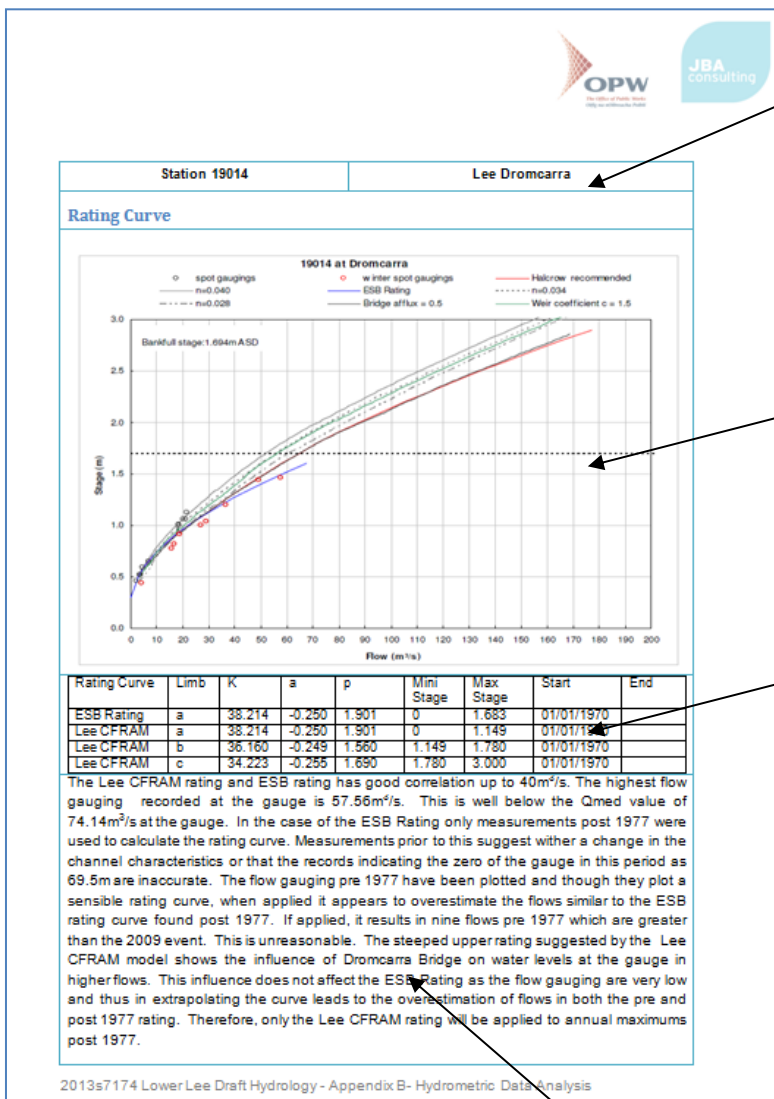 OPW
The Office of Public Works
Oifig na nOibreacha Poiblí
JBA
consulting
Station 19014 Lee Dromcarra
Rating Curve
19014 at Dromcarra
spot gaugings winter spot gaugings Halcrow recommended
n=0.040 ESB Rating n=0.034
n=0.028 Bridge afflux = 0.5 Weir coefficient c = 1.5
Bankfull stage:1.694m ASD
3.0
2.5
2.0
1.5
1.0
0.5
0.0
Stage (m)
0 10 20 30 40 50 60 70 80 90 100 110 120 130 140 150 160 170 180 190 200
Flow (m³/s)
Rating Curve Limb K a p Mini Stage Max Stage Start End
ESB Rating a 38.214 -0.250 1.901 0 1.683 01/01/1970
Lee CFRAM a 38.214 -0.250 1.901 0 1.149 01/01/1970
Lee CFRAM b 36.160 -0.249 1.560 1.149 1.780 01/01/1970
Lee CFRAM c 34.223 -0.255 1.690 1.780 3.000 01/01/1970
The Lee CFRAM rating and ESB rating has good correlation up to 40m³/s. The highest flow
gauging recorded at the gauge is 57.56m³/s. This is well below the Qmed value of
74.14m³/s at the gauge. In the case of the ESB Rating only measurements post 1977 were
used to calculate the rating curve. Measurements prior to this suggest wither a change in the
channel characteristics or that the records indicating the zero of the gauge in this period as
69.5m are inaccurate. The flow gauging pre 1977 have been plotted and though they plot a
sensible rating curve, when applied it appears to overestimate the flows similar to the ESB
rating curve found post 1977. If applied, it results in nine flows pre 1977 which are greater
than the 2009 event. This is unreasonable. The steeped upper rating suggested by the Lee
CFRAM model shows the influence of Dromcarra Bridge on water levels at the gauge in
higher flows. This influence does not affect the ESB Rating as the flow gauging are very low
and thus in extrapolating the curve leads to the overestimation of flows in both the pre and
post 1977 rating. Therefore, only the Lee CFRAM rating will be applied to annual maximums
post 1977.
2013s7174 Lower Lee Draft Hydrology - Appendix B- Hydrometric Data Analysis